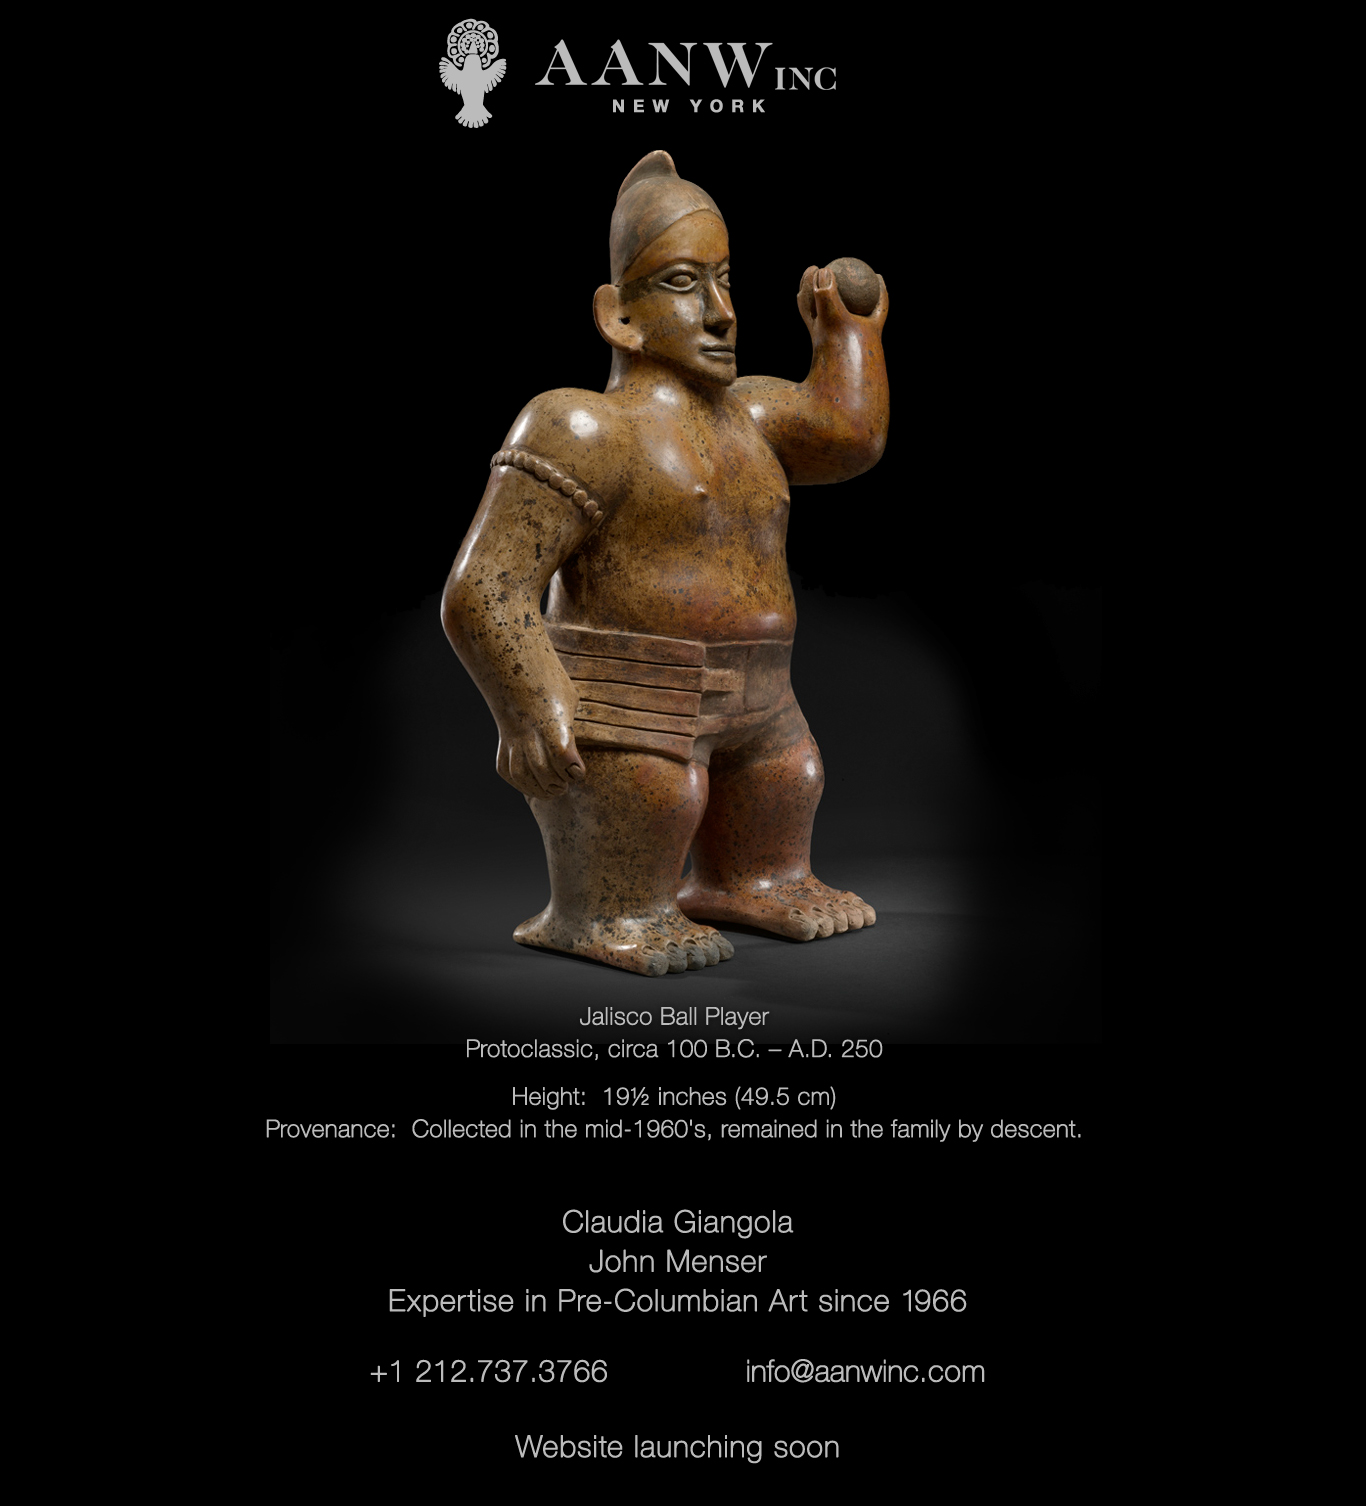 AANW INC
NEW YORK
Jalisco Ball Player
Protoclassic, circa 100 B.C. – A.D. 250
Height:  19½ inches (49.5 cm)
Provenance:  Collected in the mid-1960's, remained in the family by descent.
Claudia Giangola
John Menser
Expertise in Pre-Columbian Art since 1966
+1 212.737.3766
info@aanwinc.com
Website launching soon